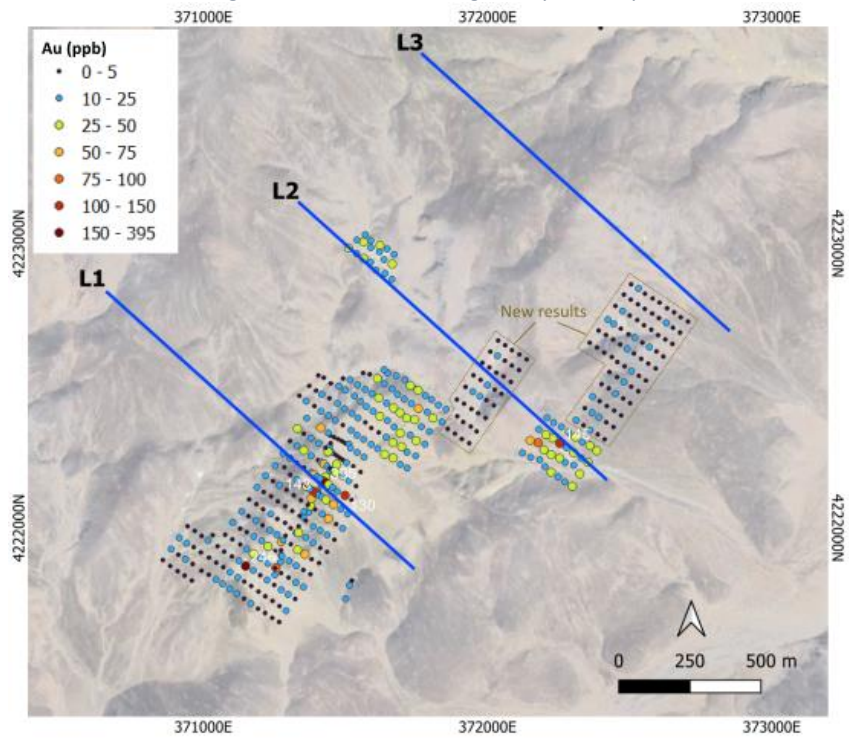 371000E
372000E
373000E
Au (ppb)
0 - 5
10 - 25
25 - 50
50 - 75
75 - 100
100 - 150
150 - 395
L3
L2
L1
4223000N
4223000N
New results
4222000N
4222000N
0 250 500 m
371000E
372000E
373000E